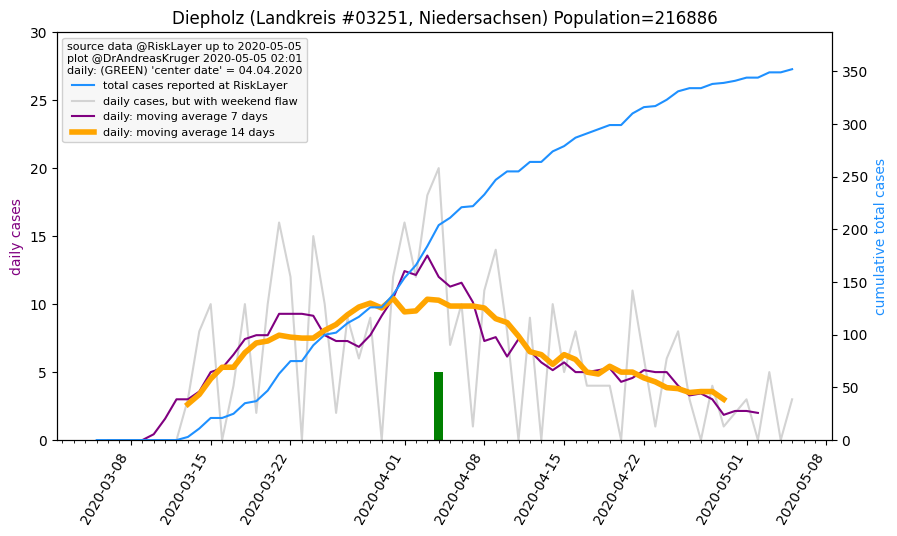 Diepholz (Landkreis #03251, Niedersachsen) Population=216886
source data @RiskLayer up to 2020-05-05
plot @DrAndreasKruger 2020-05-05 02:01
daily: (GREEN) 'center date' = 04.04.2020
total cases reported at RiskLayer
daily cases, but with weekend flaw
daily: moving average 7 days
daily: moving average 14 days
daily cases
30
25
20
15
10
5
0
350
300
250
200
150
100
50
0
cumulative total cases
2020-03-08
2020-03-15
2020-03-22
2020-04-01
2020-04-08
2020-04-15
2020-04-22
2020-05-01
2020-05-08